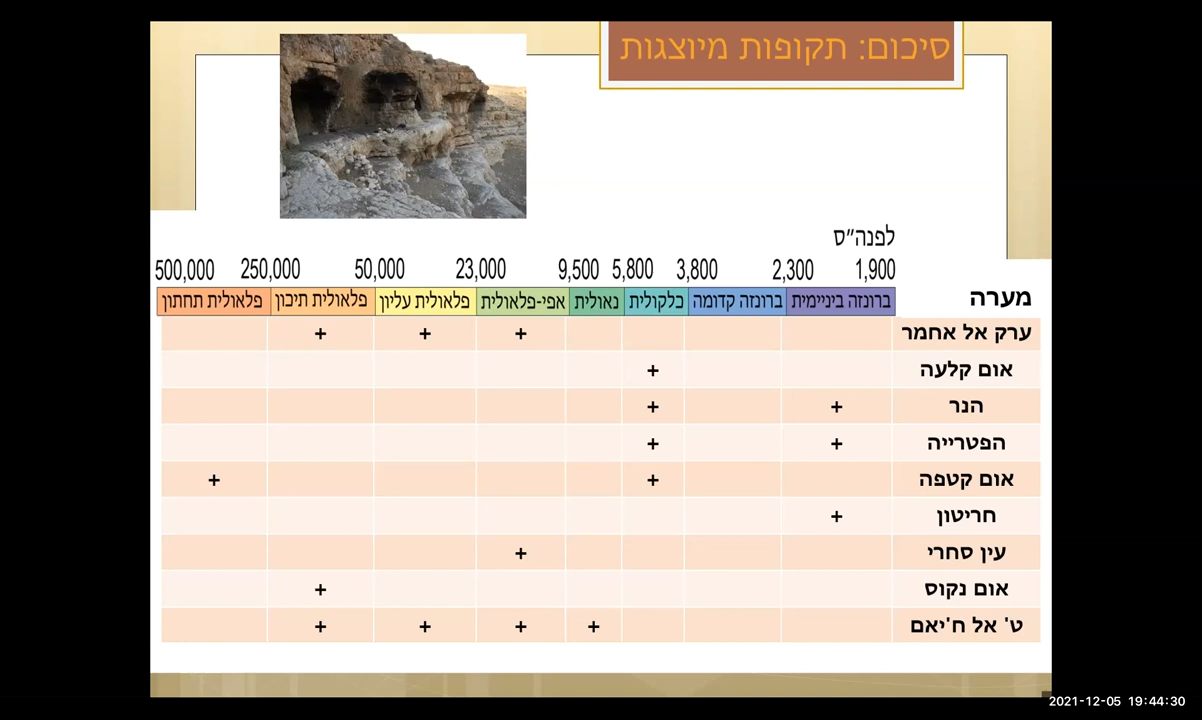 סיכום: תקופות מיוצגות
לפנה"ס
500,000 250,000 50,000 23,000 9,500 5,800 3,800 2,300 1,900
מערה ברונזה ביניימית ברונזה קדומה כלקולית נאולית אפי-פלאולית פלאולית עליון פלאולית תיכון פלאולית תחתון
ערק אל אחמר + + +
אום קלעה +
הנר + +
הפטרייה + +
אום קטפה + +
חריטון +
עין סחרי +
אום נקוס +
ט' אל ח'יאם + + + +
2021-12-05 19:44:30